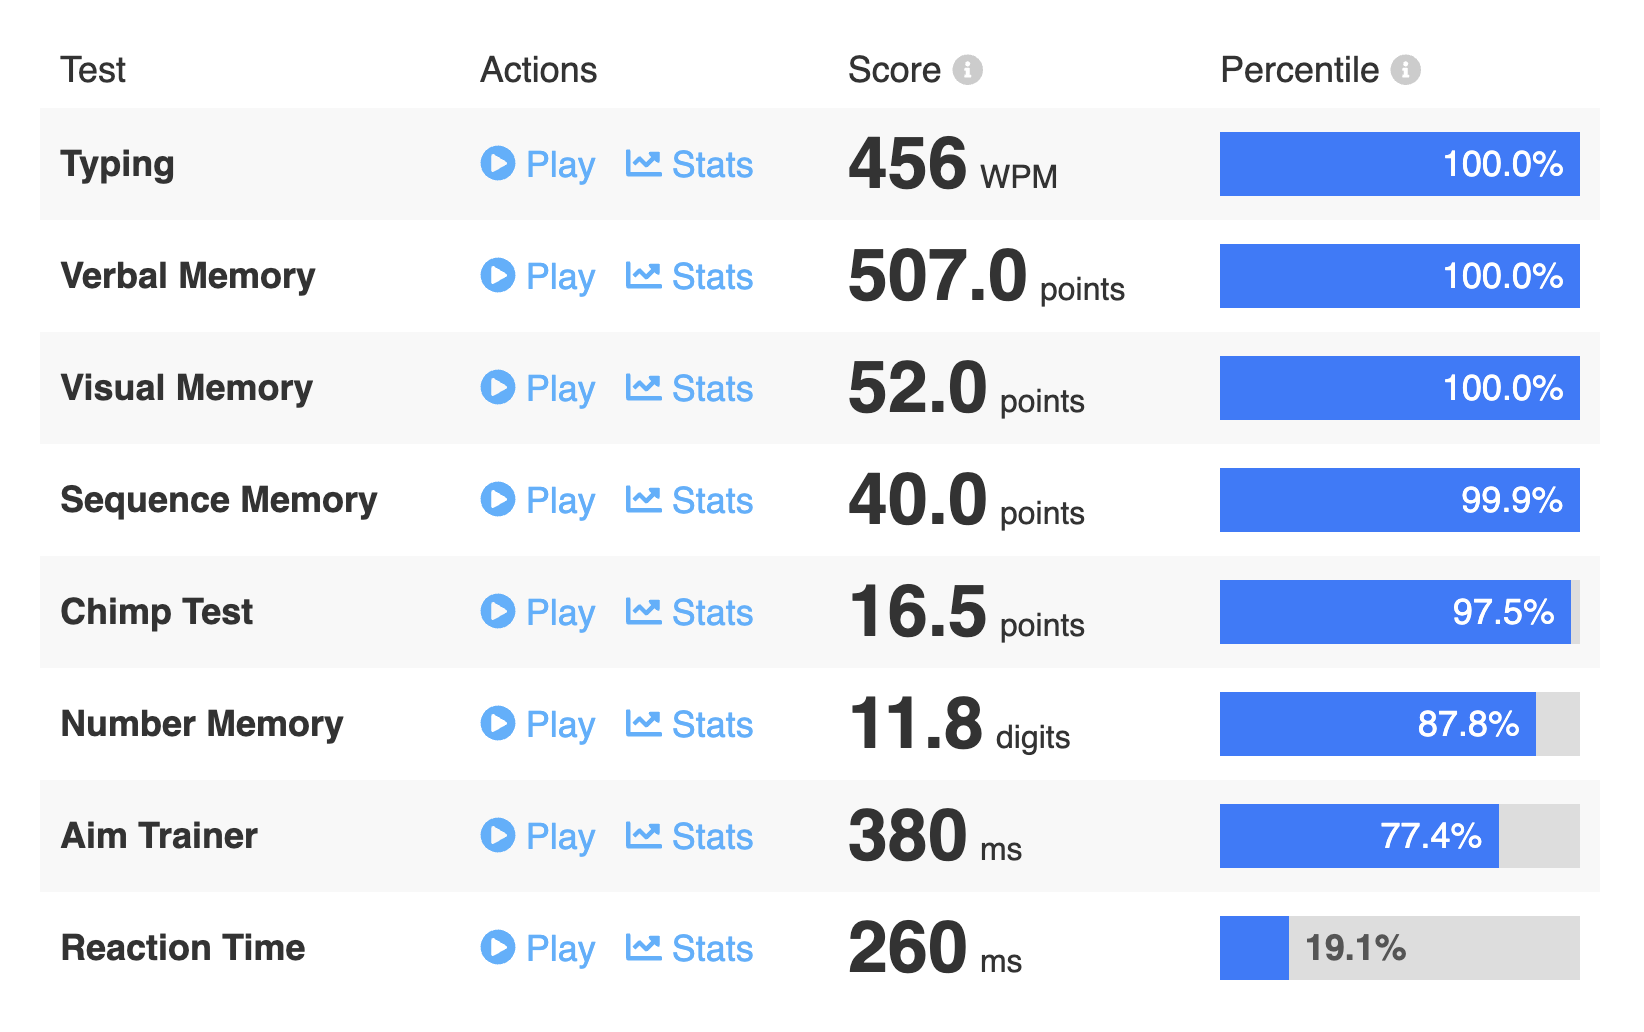 Test Actions Score Percentile
Typing Play Stats 456 WPM 100.0%
Verbal Memory Play Stats 507.0 points 100.0%
Visual Memory Play Stats 52.0 points 100.0%
Sequence Memory Play Stats 40.0 points 99.9%
Chimp Test Play Stats 16.5 points 97.5%
Number Memory Play Stats 11.8 digits 87.8%
Aim Trainer Play Stats 380 ms 77.4%
Reaction Time Play Stats 260 ms 19.1%